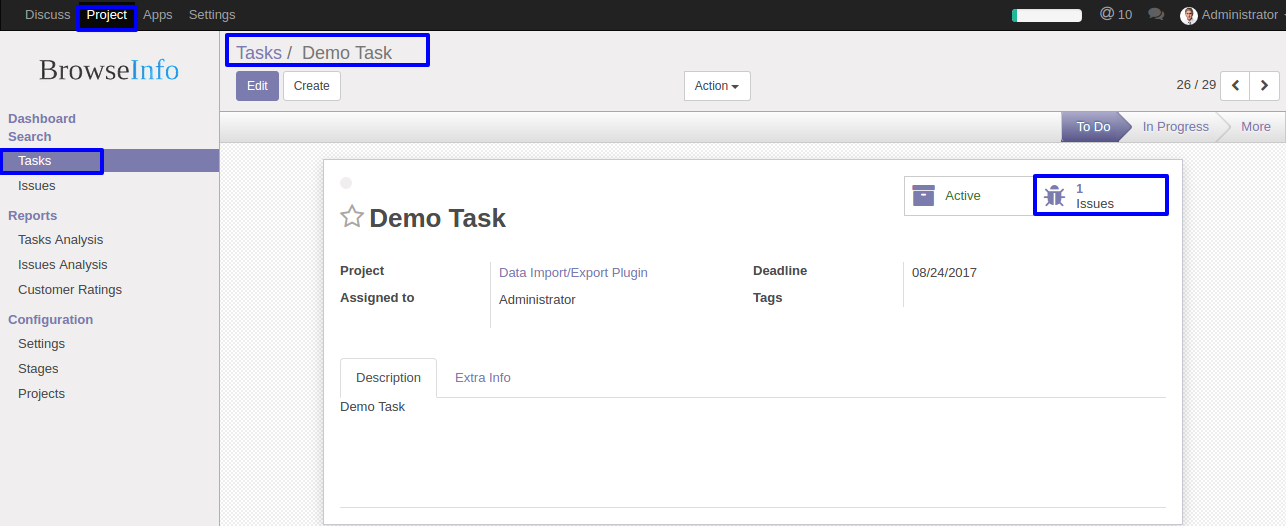 Discuss Project Apps Settings @ 10 Administrator
BrowseInfo
Dashboard
Search
Tasks
Issues
Reports
Tasks Analysis
Issues Analysis
Customer Ratings
Configuration
Settings
Stages
Projects
Tasks / Demo Task
Edit Create Action 26 / 29
To Do In Progress More
Active
1
Issues
Demo Task
Project Data Import/Export Plugin Deadline 08/24/2017
Assigned to Administrator Tags
Description Extra Info
Demo Task